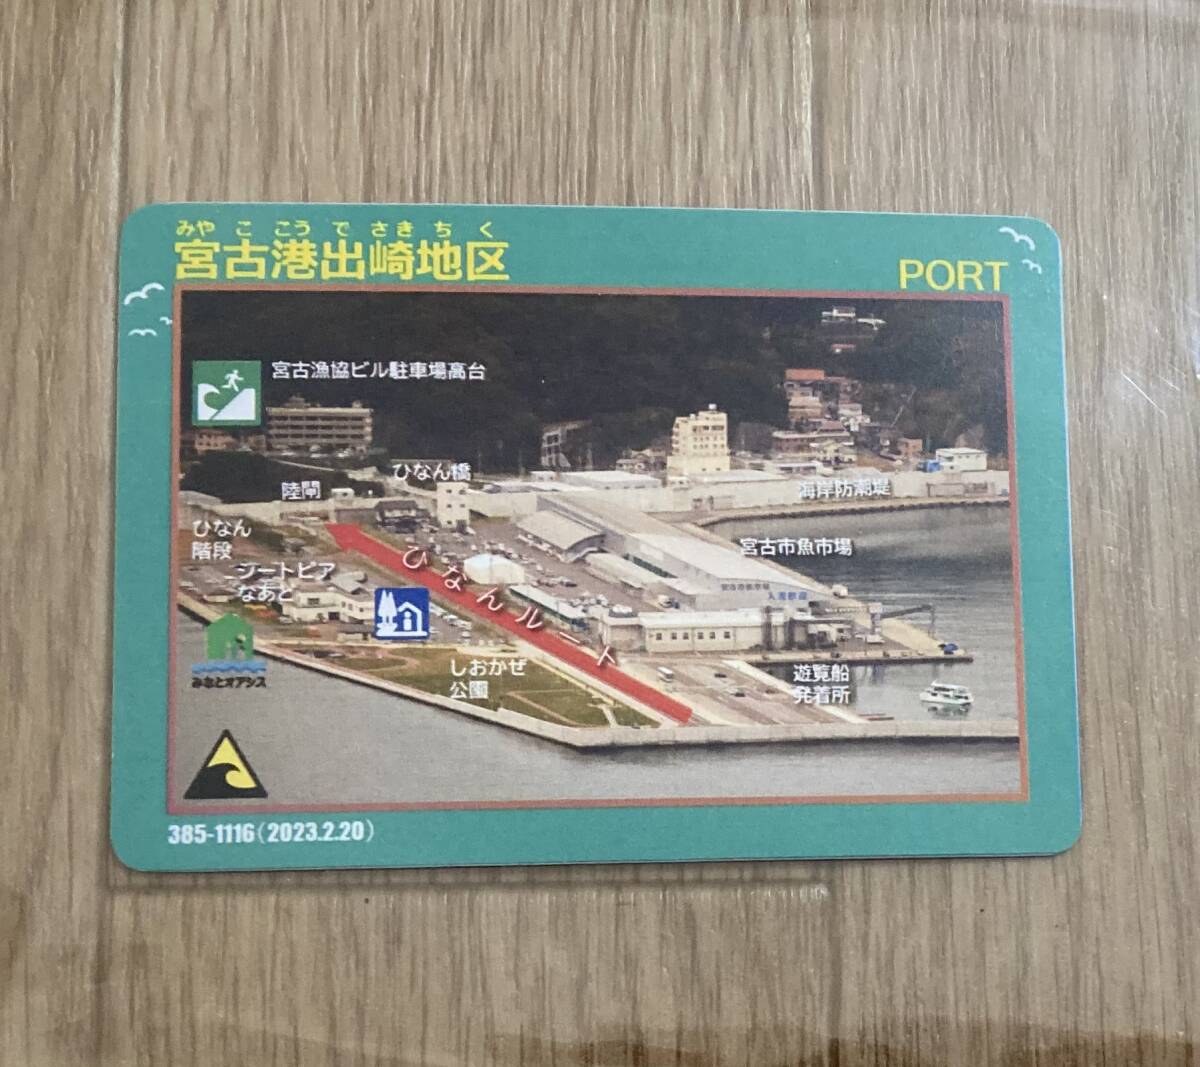 みやここうでさきちく
宮古港出崎地区
PORT
宮古漁協ビル駐車場高台
ひなん橋
陸閘
海岸防潮堤
ひなん
階段
シートピア
なあと
宮古市魚市場
ひなんルート
しおかぜ
公園
遊覧船
発着所
みなとオアシス
385-1116(2023.2.20)